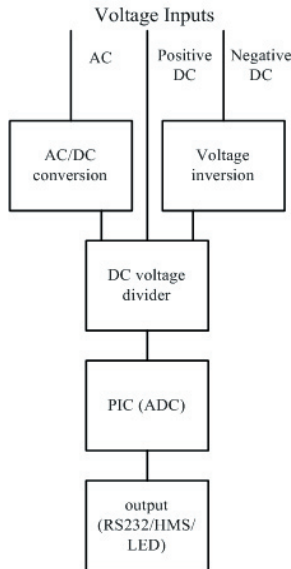 Voltage Inputs
AC
Positive
DC
Negative
DC
AC/DC
conversion
Voltage
inversion
DC voltage
divider
PIC (ADC)
output
(RS232/HMS/
LED)